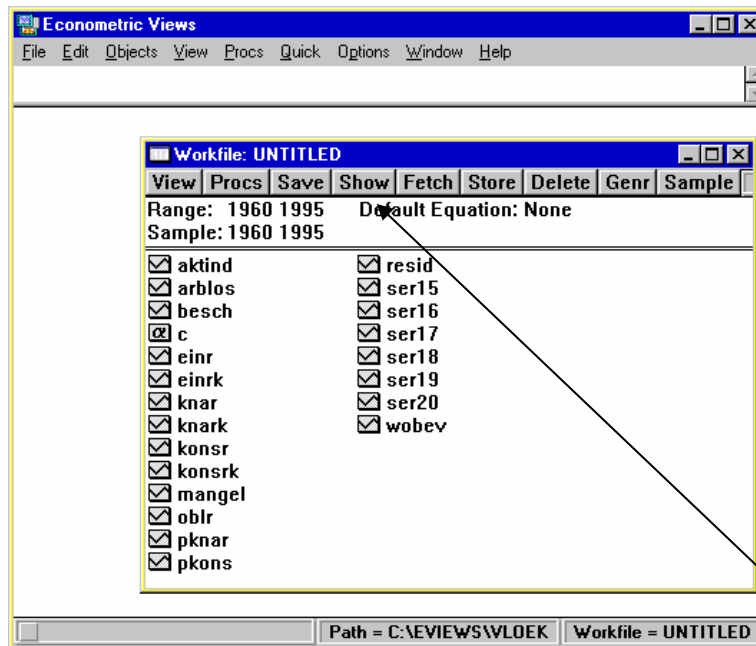 Econometric Views
File Edit Objects View Procs Quick Options Window Help
Workfile: UNTITLED
View Procs Save Show Fetch Store Delete Genr Sample
Range: 1960 1995 Default Equation: None
Sample: 1960 1995
aktind
arblos
besch
α c
einr
einrk
knar
knark
konsr
konsrk
mangel
oblr
pknar
pkons
resid
ser15
ser16
ser17
ser18
ser19
ser20
wobev
Path = C:\EVIEWS\VLOEK Workfile = UNTITLED